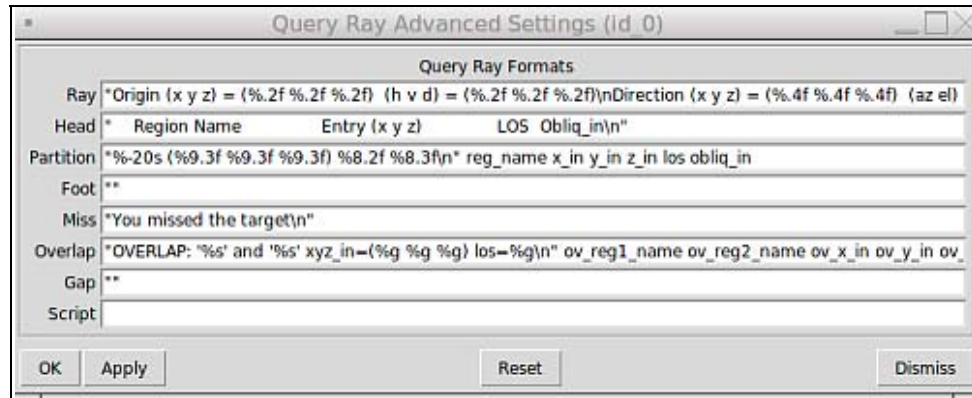 Query Ray Advanced Settings (id_0)
Query Ray Formats
Ray "Origin (x y z) = (%.2f %.2f %.2f)  (h v d) = (%.2f %.2f %.2f)\nDirection (x y z) = (%.4f %.4f %.4f)  (az el)
Head "    Region Name               Entry (x y z)              LOS  Obliq_in\n"
Partition "%-20s (%9.3f %9.3f %9.3f) %8.2f %8.3f\n" reg_name x_in y_in z_in los obliq_in
Foot ""
Miss "You missed the target\n"
Overlap "OVERLAP: '%s' and '%s' xyz_in=(%g %g %g) los=%g\n" ov_reg1_name ov_reg2_name ov_x_in ov_y_in ov_
Gap ""
Script
OK Apply Reset Dismiss